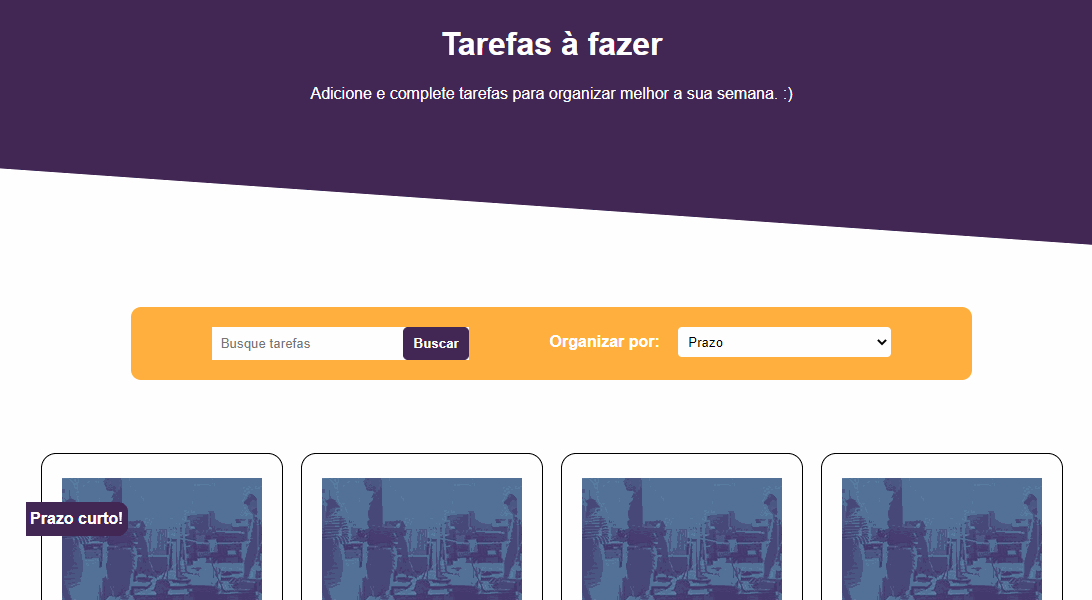 Tarefas à fazer
Adicione e complete tarefas para organizar melhor a sua semana. :)
Busque tarefas
Buscar
Organizar por:
Prazo
Prazo curto!